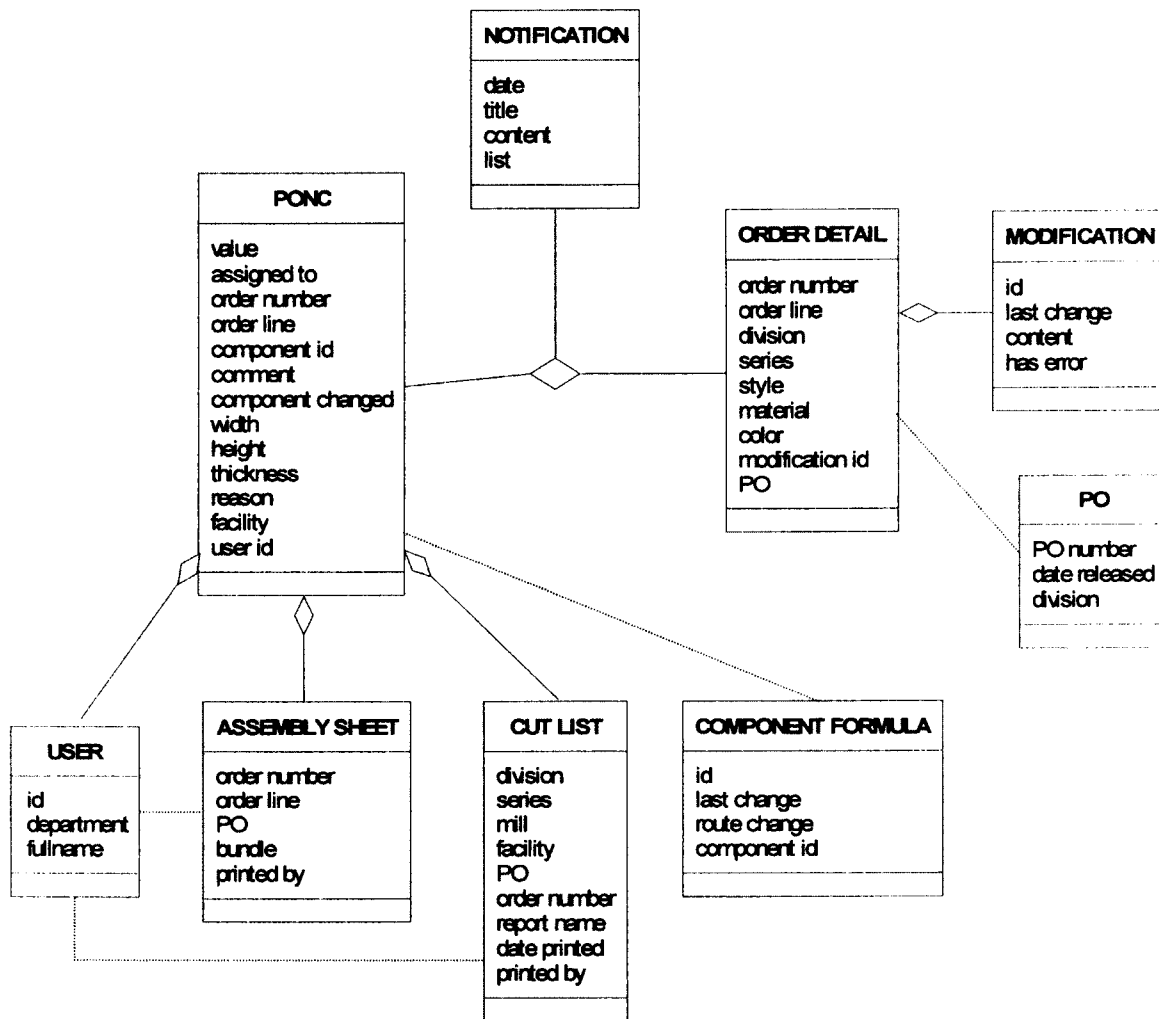 NOTIFICATION
date
title
content
list
PONC
value
assigned to
order number
order line
component id
comment
component changed
width
height
thickness
reason
facility
user id
ORDER DETAIL
order number
order line
division
series
style
material
color
modification id
PO
MODIFICATION
id
last change
content
has error
PO
PO number
date released
division
USER
id
department
fullname
ASSEMBLY SHEET
order number
order line
PO
bundle
printed by
CUT LIST
division
series
mill
facility
PO
order number
report name
date printed
printed by
COMPONENT FORMULA
id
last change
route change
component id